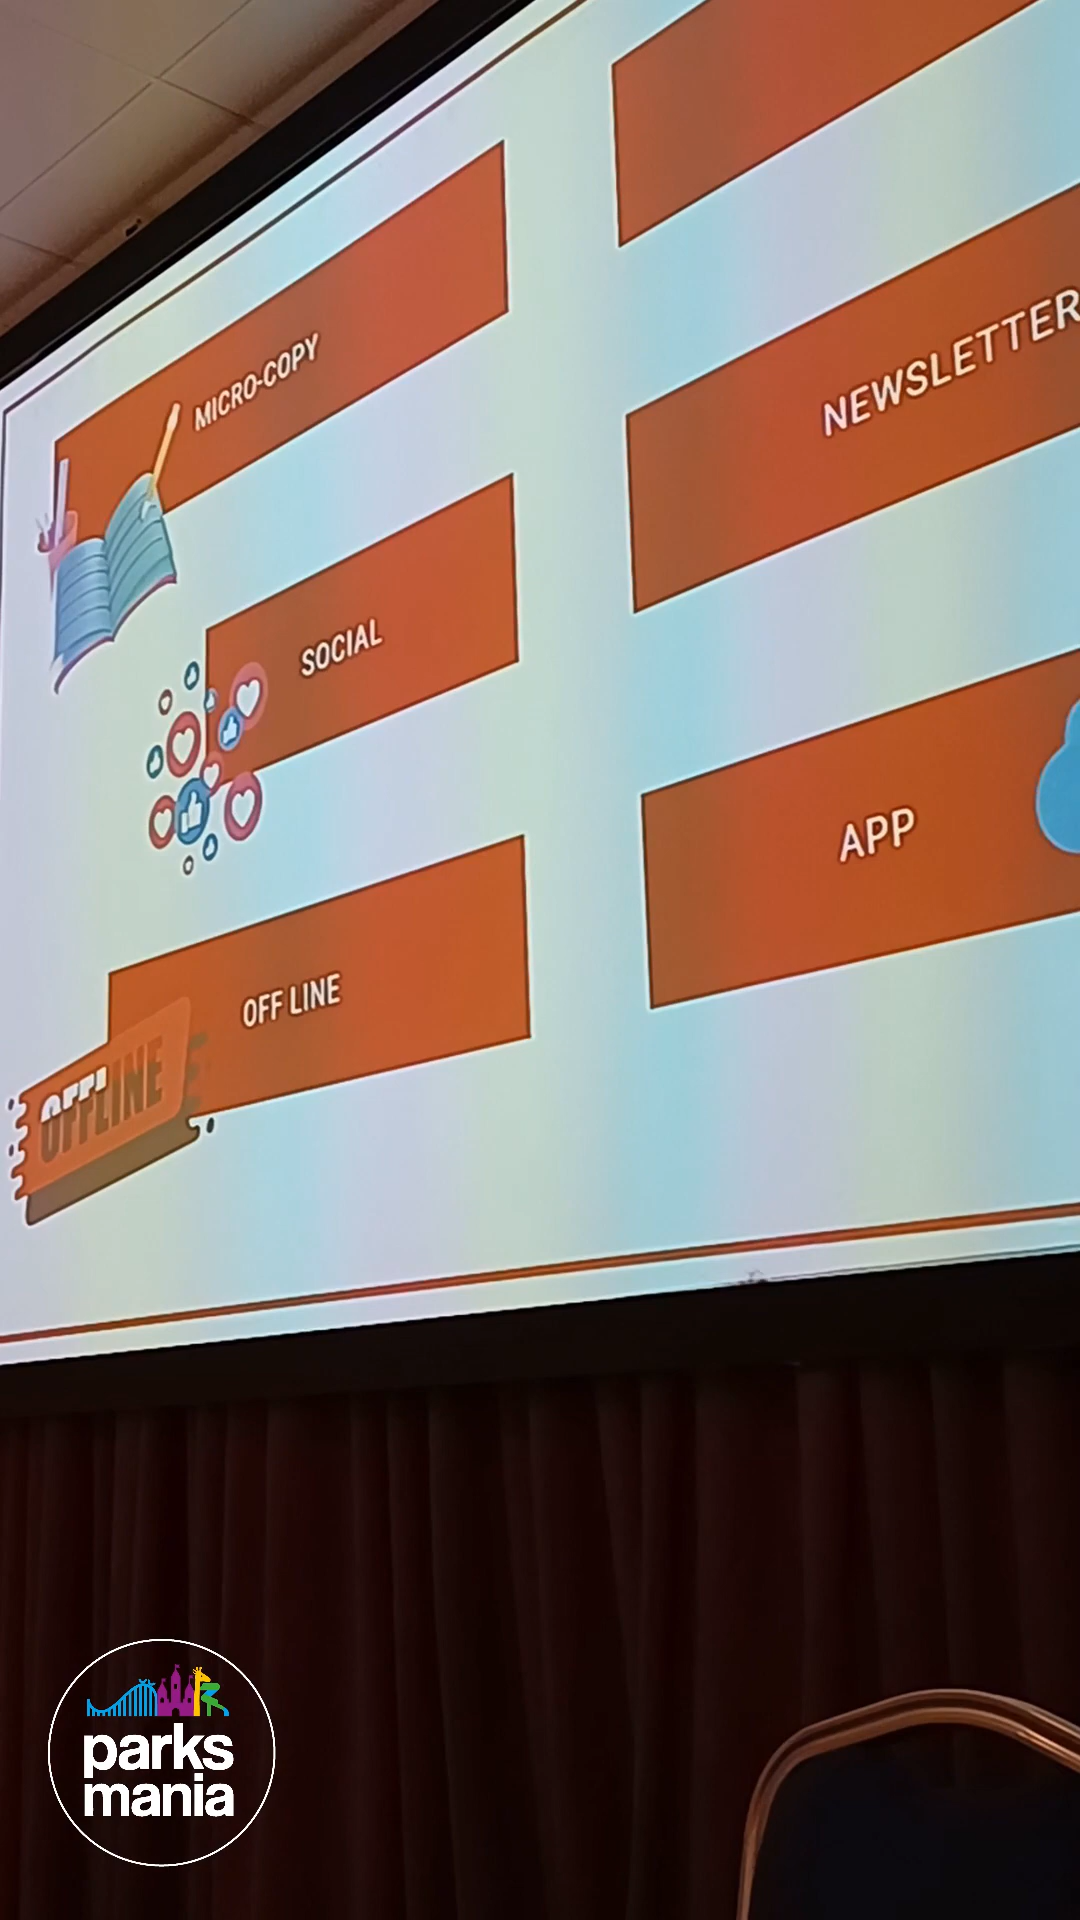 MICRO-COPY
SOCIAL
OFF LINE
OFFLINE
NEWSLETTER
APP
parks
mania